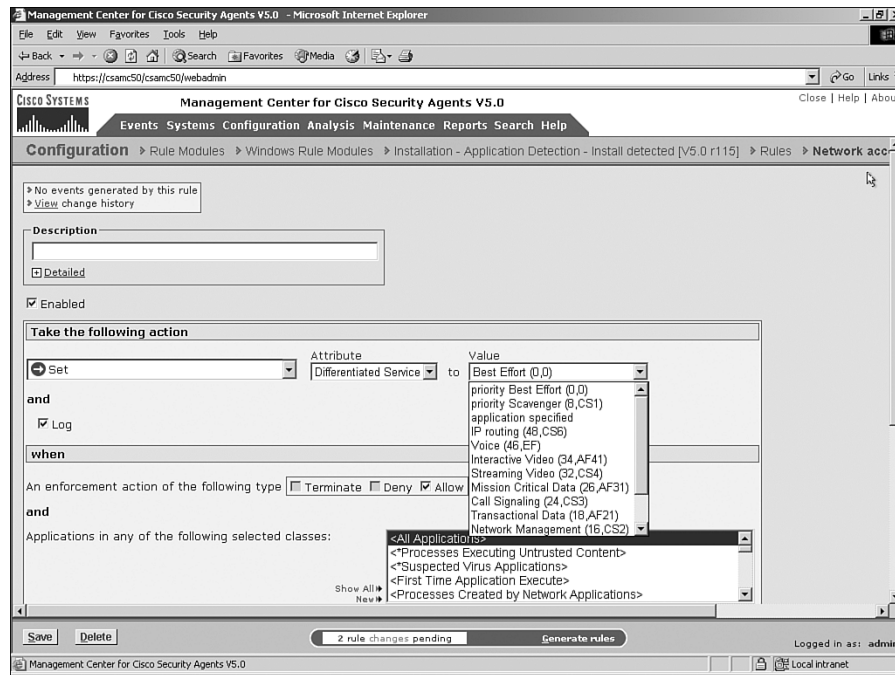 Management Center for Cisco Security Agents V5.0 - Microsoft Internet Explorer
File Edit View Favorites Tools Help
Back Search Favorites Media
Address https://csamc50/csamc50/webadmin Go Links
CISCO SYSTEMS Management Center for Cisco Security Agents V5.0 Close | Help | Abou
Events Systems Configuration Analysis Maintenance Reports Search Help
Configuration Rule Modules Windows Rule Modules Installation - Application Detection - Install detected [V5.0 r115] Rules Network acc
No events generated by this rule
View change history
Description
Detailed
Enabled
Take the following action
Attribute Value
Set Differentiated Service to Best Effort (0,0)
priority Best Effort (0,0)
priority Scavenger (8,CS1)
application specified
IP routing (48,CS6)
Voice (46,EF)
Interactive Video (34,AF41)
Streaming Video (32,CS4)
Mission Critical Data (26,AF31)
Call Signaling (24,CS3)
Transactional Data (18,AF21)
Network Management (16,CS2)
and
Log
when
An enforcement action of the following type Terminate Deny Allow
and
Applications in any of the following selected classes:
<All Applications>
<*Processes Executing Untrusted Content>
<*Suspected Virus Applications>
<First Time Application Execute>
<Processes Created by Network Applications>
Show All
New
Save Delete 2 rule changes pending Generate rules
Logged in as: admin
Management Center for Cisco Security Agents V5.0 Local intranet